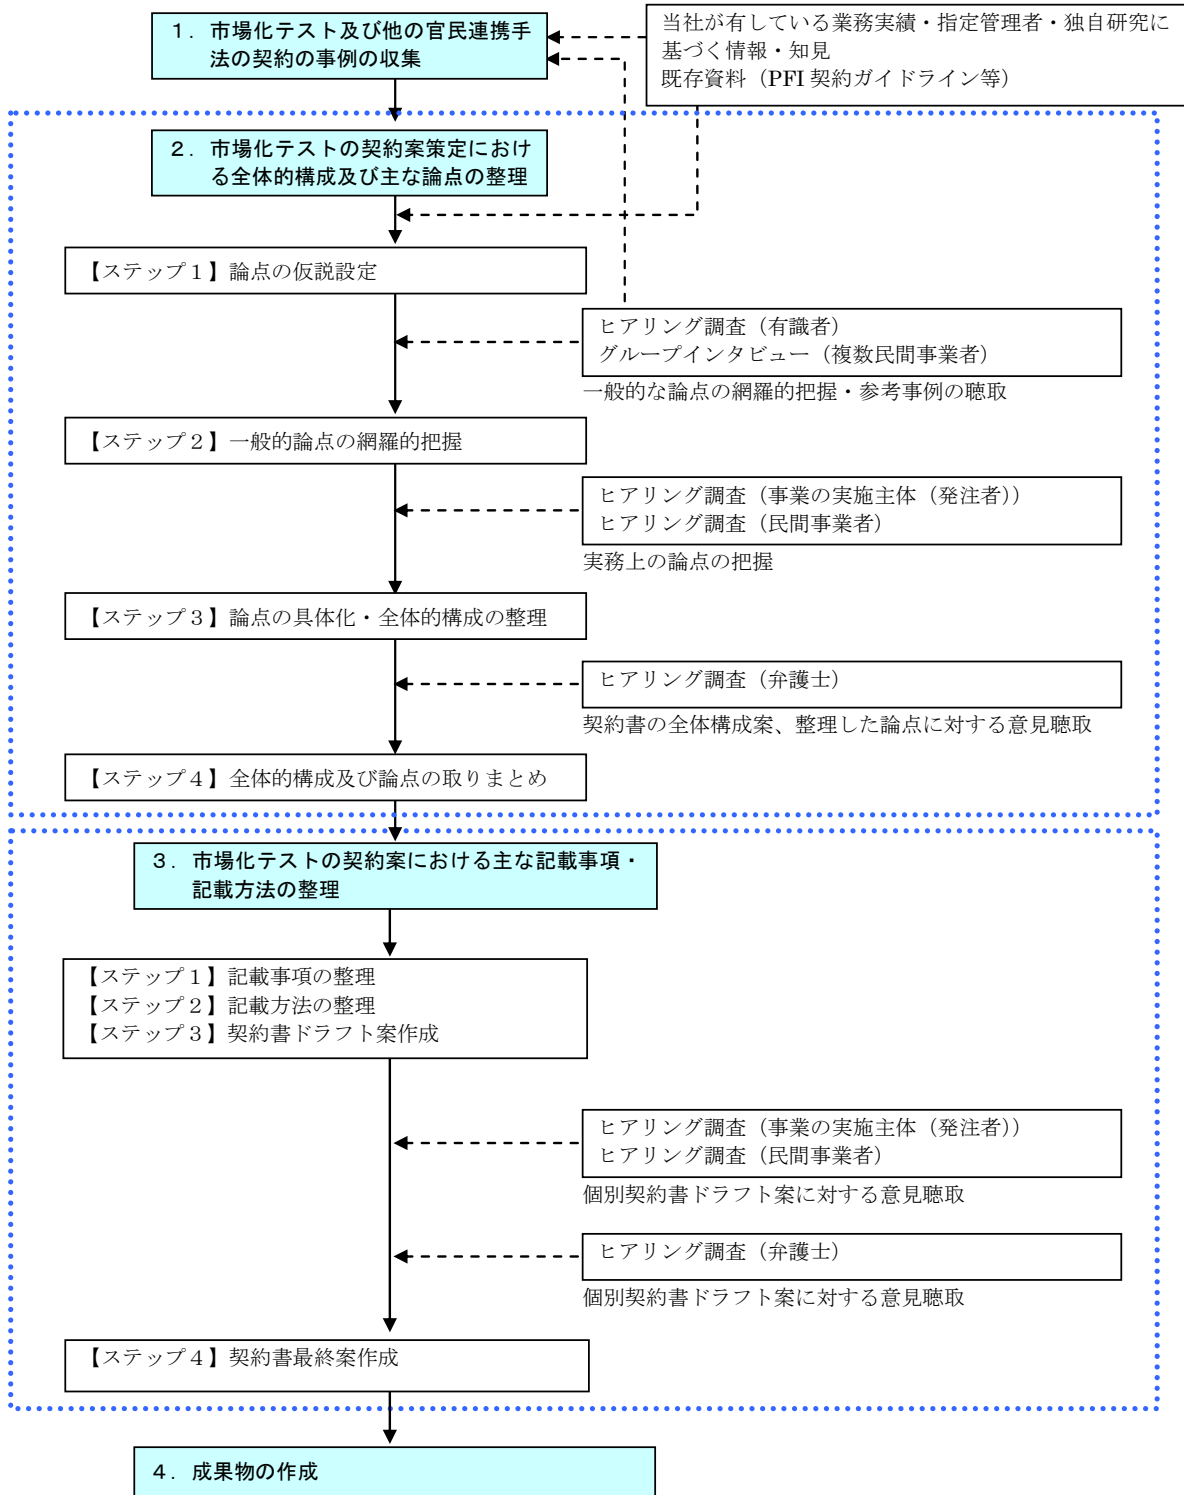 １．市場化テスト及び他の官民連携手
法の契約の事例の収集
当社が有している業務実績・指定管理者・独自研究に
基づく情報・知見
既存資料（PFI 契約ガイドライン等）
２．市場化テストの契約案策定におけ
る全体的構成及び主な論点の整理
【ステップ１】論点の仮説設定
ヒアリング調査（有識者）
グループインタビュー（複数民間事業者）
一般的な論点の網羅的把握・参考事例の聴取
【ステップ２】一般的論点の網羅的把握
ヒアリング調査（事業の実施主体（発注者））
ヒアリング調査（民間事業者）
実務上の論点の把握
【ステップ３】論点の具体化・全体的構成の整理
ヒアリング調査（弁護士）
契約書の全体構成案、整理した論点に対する意見聴取
【ステップ４】全体的構成及び論点の取りまとめ
３．市場化テストの契約案における主な記載事項・
記載方法の整理
【ステップ１】記載事項の整理
【ステップ２】記載方法の整理
【ステップ３】契約書ドラフト案作成
ヒアリング調査（事業の実施主体（発注者））
ヒアリング調査（民間事業者）
個別契約書ドラフト案に対する意見聴取
ヒアリング調査（弁護士）
個別契約書ドラフト案に対する意見聴取
【ステップ４】契約書最終案作成
４．成果物の作成